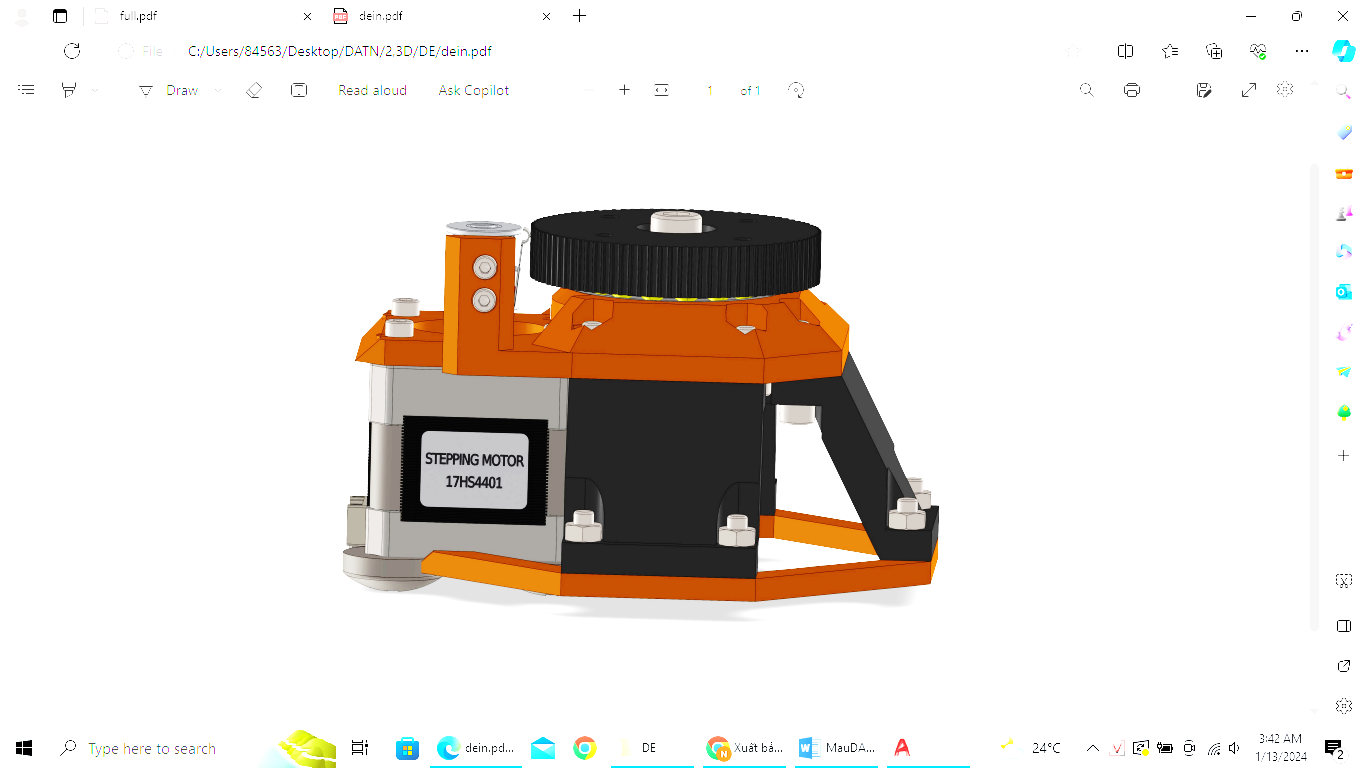 full.pdf
dein.pdf
File
C:/Users/84563/Desktop/DATN/2,3D/DE/dein.pdf
Draw
Read aloud
Ask Copilot
1
of 1
STEPPING MOTOR
17HS4401
Type here to search
dein.pd...
DE
Xuất bả...
MauDA...
24°C
3:42 AM
1/13/2024
2